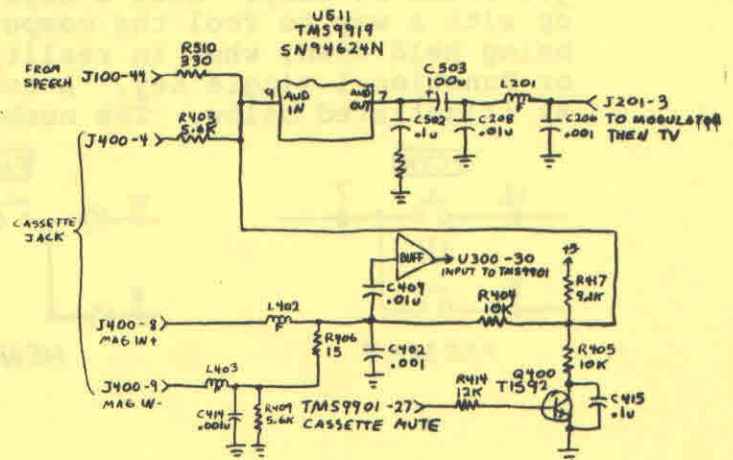 U511
TMS9919
SN94624N
R510
330
FROM
SPEECH
J100-44
9
AUD
IN
AUD
OUT
7
C503
100u
+
L201
J201-3
TO MODULATOR
THEN TV
J400-4
R403
5.6K
C502
.1u
C208
.01u
C206
.001
CASSETTE
JACK
BUFF
U300-30
INPUT TO TMS9901
+5
R417
9.1K
C409
.01u
L402
R404
10K
J400-8
MAG IN+
R406
15
C402
.001
R405
10K
L403
J400-9
MAG IN-
R414
12K
Q400
TIS92
C415
.1u
C414
.001u
R409
5.6K
TMS9901-27
CASSETTE MUTE